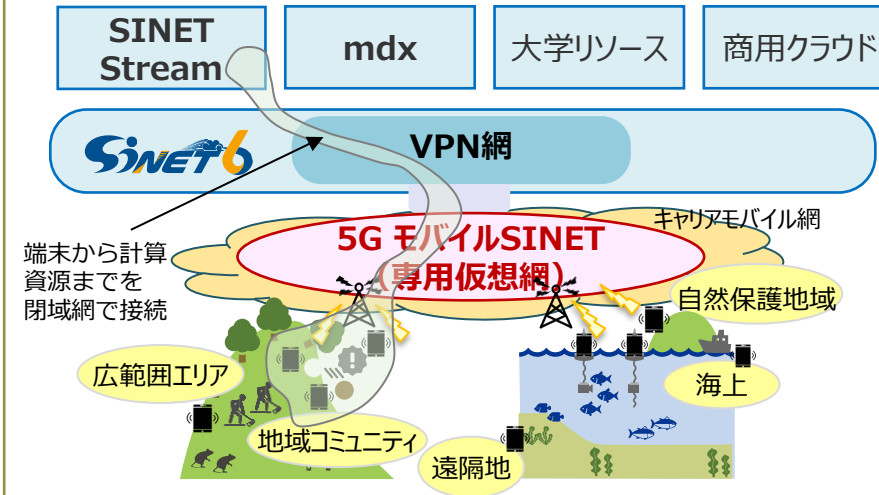 SINET
Stream
mdx
大学リソース
商用クラウド
SINET6
VPN網
キャリアモバイル網
5G モバイルSINET
(専用仮想網)
端末から計算
資源までを
閉域網で接続
自然保護地域
広範囲エリア
海上
地域コミュニティ
遠隔地